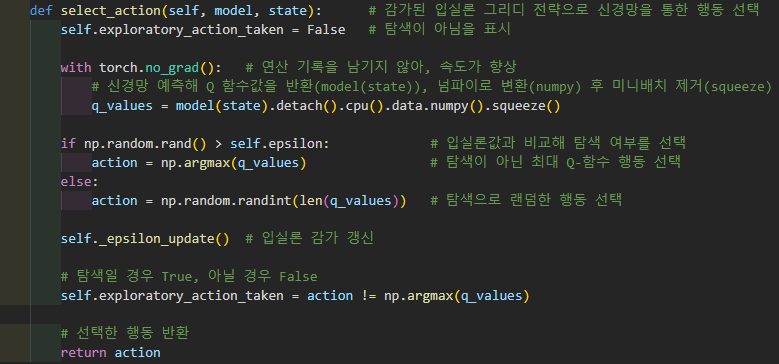 def select_action(self, model, state):      # 감가된 입실론 그리디 전략으로 신경망을 통한 행동 선택
    self.exploratory_action_taken = False   # 탐색이 아님을 표시

    with torch.no_grad():   # 연산 기록을 남기지 않아, 속도가 향상
        # 신경망 예측해 Q 함수값을 반환(model(state)), 넘파이로 변환(numpy) 후 미니배치 제거(squeeze)
        q_values = model(state).detach().cpu().data.numpy().squeeze()

    if np.random.rand() > self.epsilon:             # 입실론값과 비교해 탐색 여부를 선택
        action = np.argmax(q_values)                # 탐색이 아닌 최대 Q-함수 행동 선택
    else:
        action = np.random.randint(len(q_values))   # 탐색으로 랜덤한 행동 선택

    self._epsilon_update()  # 입실론 감가 갱신

    # 탐색일 경우 True, 아닐 경우 False
    self.exploratory_action_taken = action != np.argmax(q_values)

    # 선택한 행동 반환
    return action